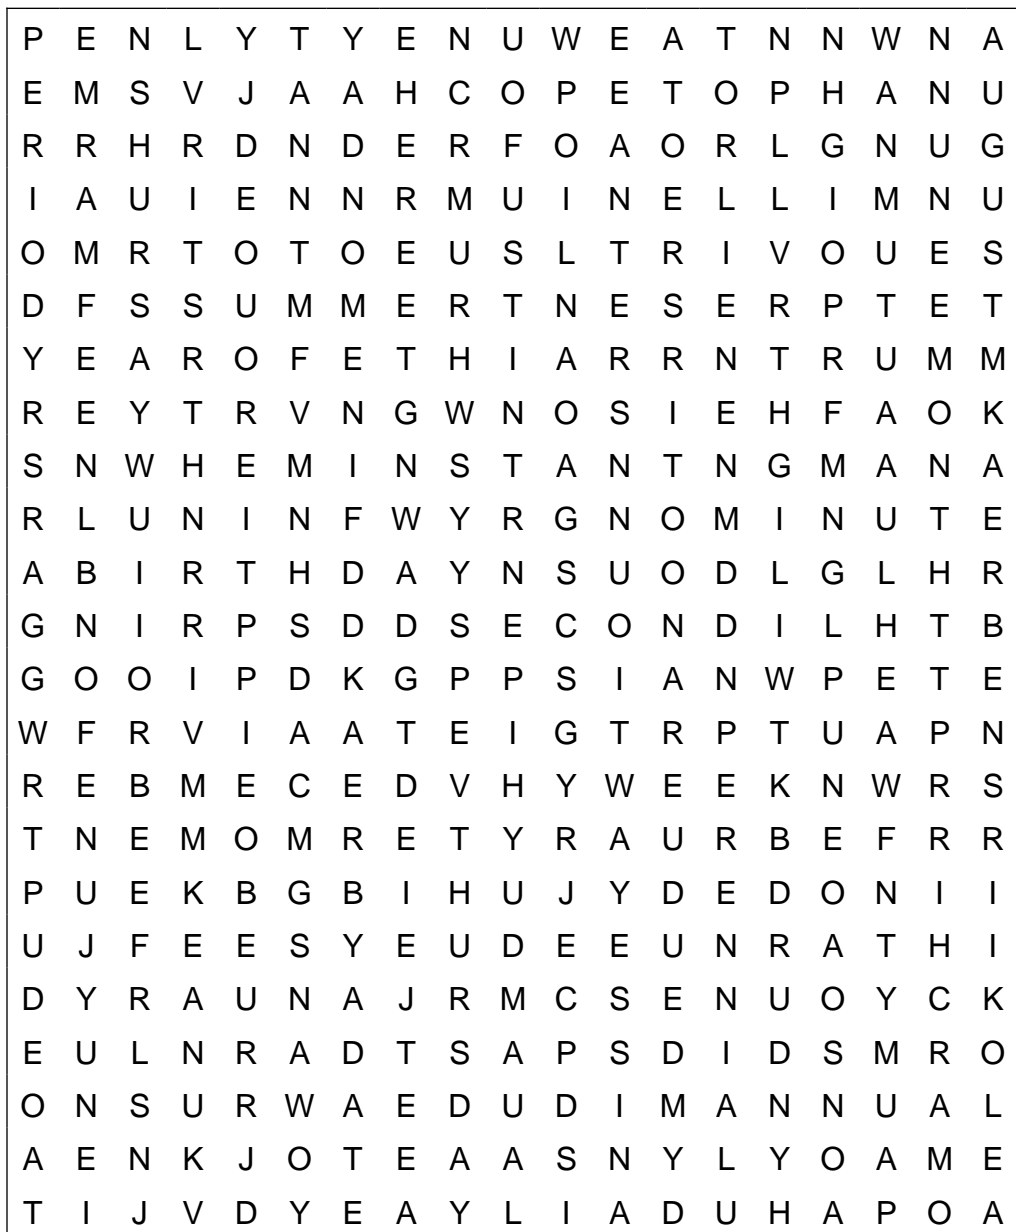 P E N L Y T Y E N U W E A T N N W N A
E M S V J A A H C O P E T O P H A N U
R R H R D N D E R F O A O R L G N U G
I A U I E N N R M U I N E L L I M N U
O M R T O T O E U S L T R I V O U E S
D F S S U M M E R T N E S E R P T E T
Y E A R O F E T H I A R R N T R U M M
R E Y T R V N G W N O S I E H F A O K
S N W H E M I N S T A N T N G M A N A
R L U N I N F W Y R G N O M I N U T E
A B I R T H D A Y N S U O D L G L H R
G N I R P S D D S E C O N D I L H T B
G O O I P D K G P P S I A N W P E T E
W F R V I A A T E I G T R P T U A P N
R E B M E C E D V H Y W E E K N W R S
T N E M O M R E T Y R A U R B E F R R
P U E K B G B I H U J Y D E D O N I I
U J F E E S Y E U D E E U N R A T H I
D Y R A U N A J R M C S E N U O Y C K
E U L N R A D T S A P S D I D S M R O
O N S U R W A E D U D I M A N N U A L
A E N K J O T E A A S N Y L Y O A M E
T I J V D Y E A Y L I A D U H A P O A